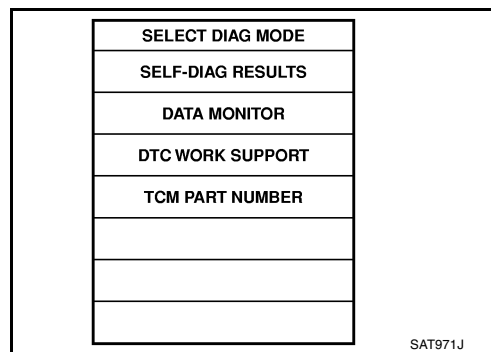 SELECT DIAG MODE
SELF-DIAG RESULTS
DATA MONITOR
DTC WORK SUPPORT
TCM PART NUMBER
SAT971J